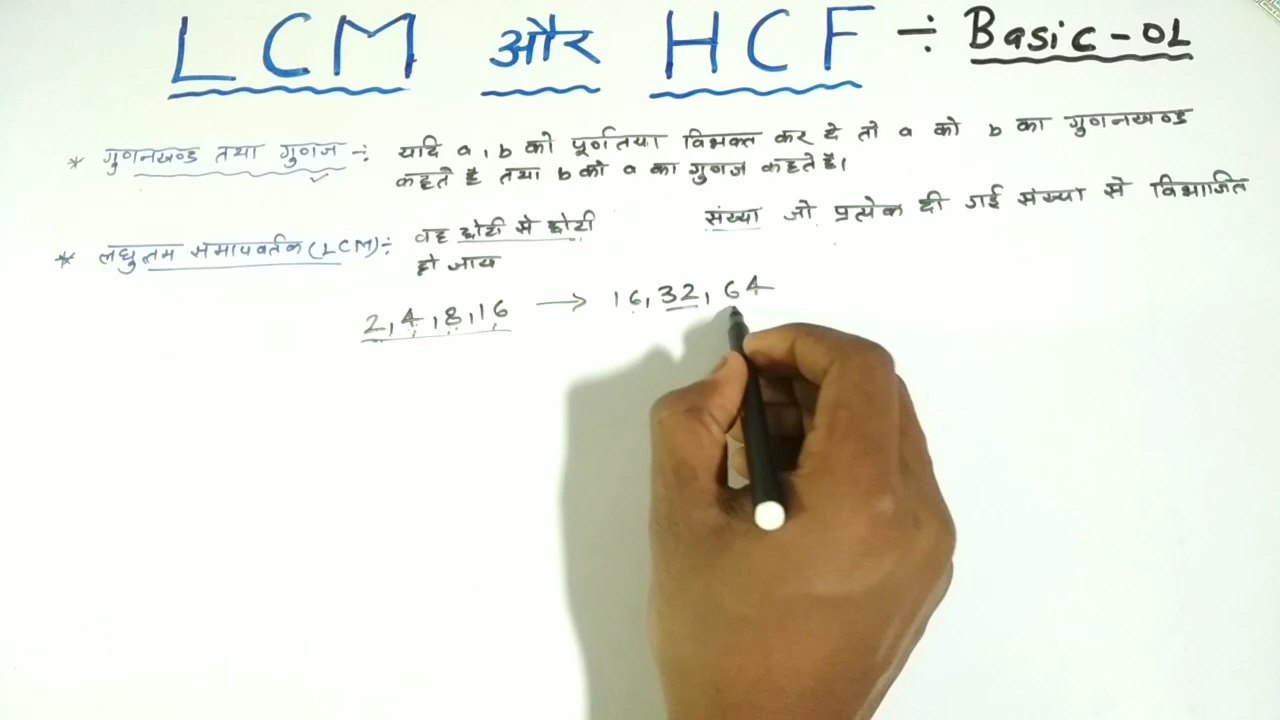 LCM और HCF ÷ Basic-01
* गुणनखण्ड तथा गुणज ÷ यदि a, b को पूर्णतया विभक्त कर दे तो a को b का गुणनखण्ड
कहते है तथा b को a का गुणज कहते है।
* लघुत्तम समापवर्तक (LCM) ÷ वह छोटी से छोटी संख्या जो प्रत्येक दी गई संख्या से विभाजित
हो जाय
2, 4, 8, 16 → 16, 32, 64